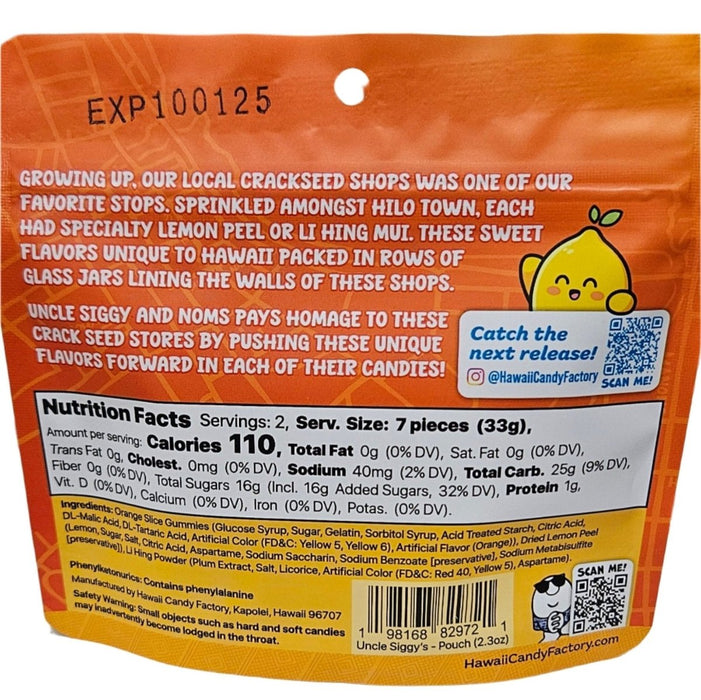 EXP100125
GROWING UP, OUR LOCAL CRACKSEED SHOPS WAS ONE OF OUR
FAVORITE STOPS. SPRINKLED AMONGST HILO TOWN, EACH
HAD SPECIALTY LEMON PEEL OR LI HING MUI. THESE SWEET
FLAVORS UNIQUE TO HAWAII PACKED IN ROWS OF
GLASS JARS LINING THE WALLS OF THESE SHOPS.
UNCLE SIGGY AND NOMS PAYS HOMAGE TO THESE
CRACK SEED STORES BY PUSHING THESE UNIQUE
FLAVORS FORWARD IN EACH OF THEIR CANDIES!
Catch the
next release!
@HawaiiCandyFactory
SCAN ME!
Nutrition Facts Servings: 2, Serv. Size: 7 pieces (33g),
Amount per serving: Calories 110, Total Fat 0g (0% DV), Sat. Fat 0g (0% DV),
Trans Fat 0g, Cholest. 0mg (0% DV), Sodium 40mg (2% DV), Total Carb. 25g (9% DV),
Fiber 0g (0% DV), Total Sugars 16g (Incl. 16g Added Sugars, 32% DV), Protein 1g,
Vit. D (0% DV), Calcium (0% DV), Iron (0% DV), Potas. (0% DV).
Ingredients: Orange Slice Gummies (Glucose Syrup, Sugar, Gelatin, Sorbitol Syrup, Acid Treated Starch, Citric Acid,
DL-Malic Acid, DL-Tartaric Acid, Artificial Color (FD&C: Yellow 5, Yellow 6), Artificial Flavor (Orange)), Dried Lemon Peel
(Lemon, Sugar, Salt, Citric Acid, Aspartame, Sodium Saccharin, Sodium Benzoate [preservative], Sodium Metabisulfite
[preservative]), Li Hing Powder (Plum Extract, Salt, Licorice, Artificial Color (FD&C: Red 40, Yellow 5), Aspartame).
Phenylketonurics: Contains phenylalanine
Manufactured by Hawaii Candy Factory, Kapolei, Hawaii 96707
Safety Warning: Small objects such as hard and soft candies
may inadvertently become lodged in the throat.
1 98168 82972 1
Uncle Siggy's - Pouch (2.3oz)
SCAN ME!
HawaiiCandyFactory.com